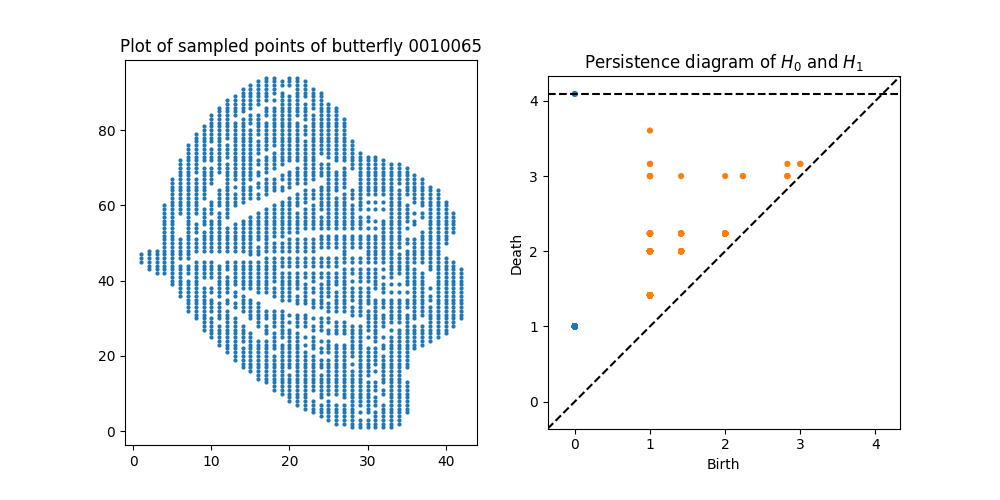 Plot of sampled points of butterfly 0010065
80
60
40
20
0
0 10 20 30 40
Persistence diagram of H₀ and H₁
4
3
2
1
0
Death
0 1 2 3 4
Birth